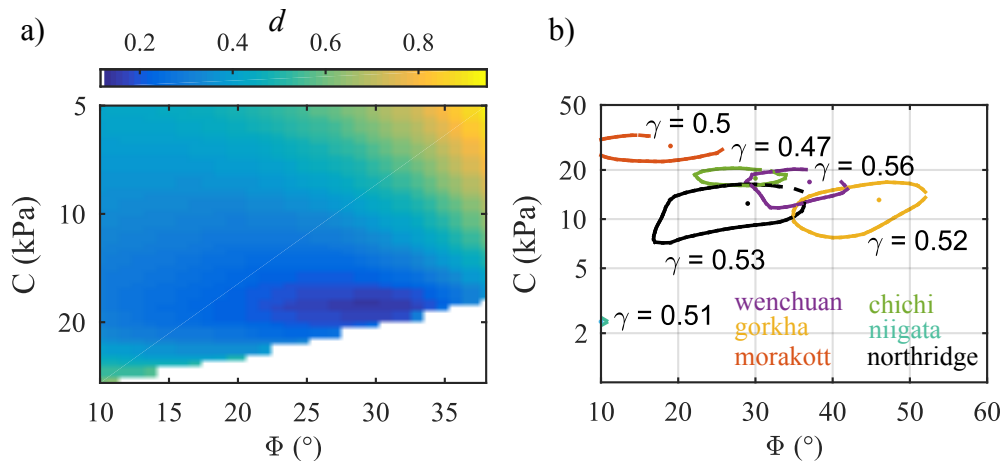 a)
d
0.2 0.4 0.6 0.8
5
10
20
C (kPa)
10 15 20 25 30 35
Φ (°)
b)
50
20
10
5
2
C (kPa)
γ = 0.5
γ = 0.47
γ = 0.56
γ = 0.52
γ = 0.53
γ = 0.51
wenchuan chichi
gorkha niigata
morakott northridge
10 20 30 40 50 60
Φ (°)